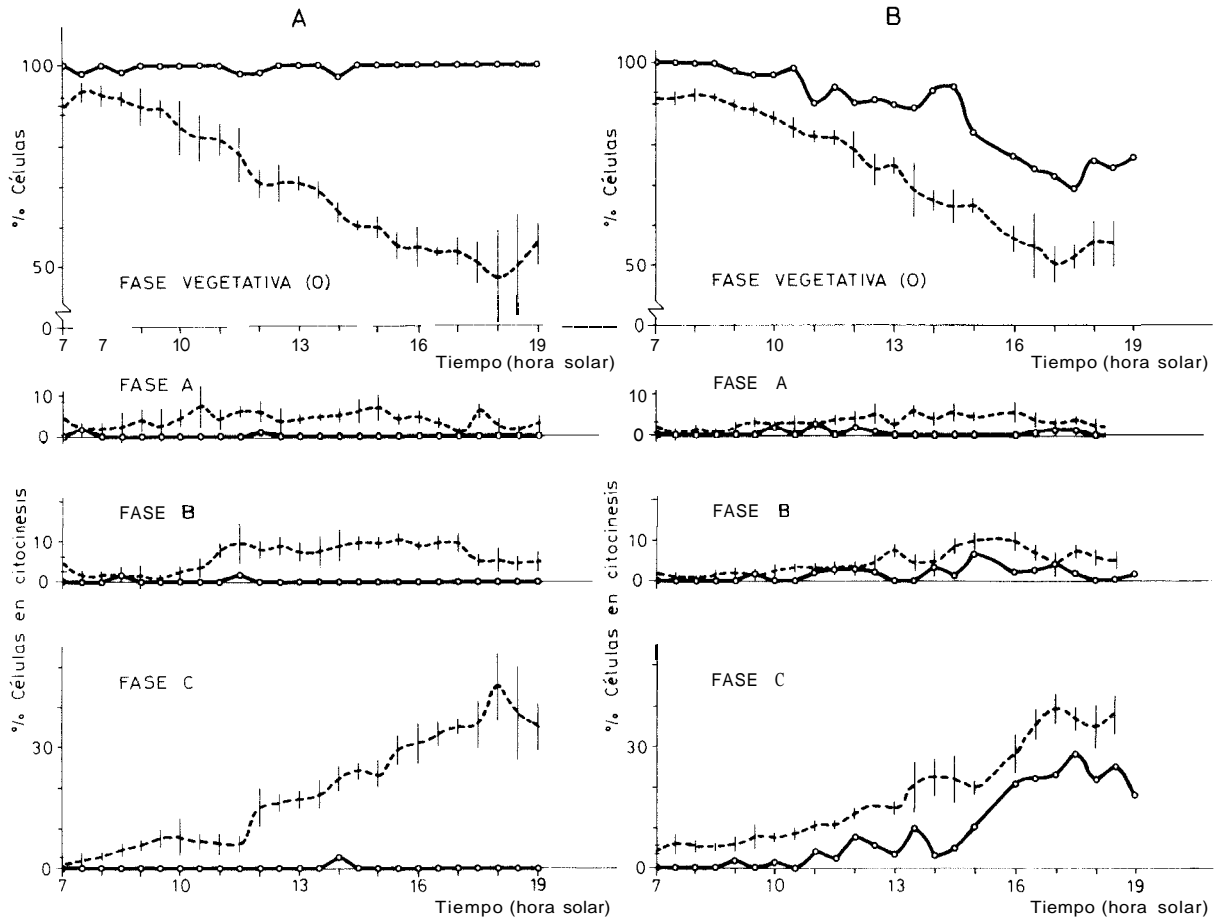 A
100
50
0
% Células
FASE VEGETATIVA (O)
7 7 10 13 16 19
Tiempo (hora solar)
FASE A
10
0
FASE B
10
0
% Células en citocinesis
FASE C
30
0
7 10 13 16 19
Tiempo (hora solar)
B
100
50
0
% Células
FASE VEGETATIVA (O)
7 10 13 16 19
Tiempo (hora solar)
FASE A
10
0
FASE B
10
0
% Células en citocinesis
FASE C
30
0
7 10 13 16 19
Tiempo (hora solar)